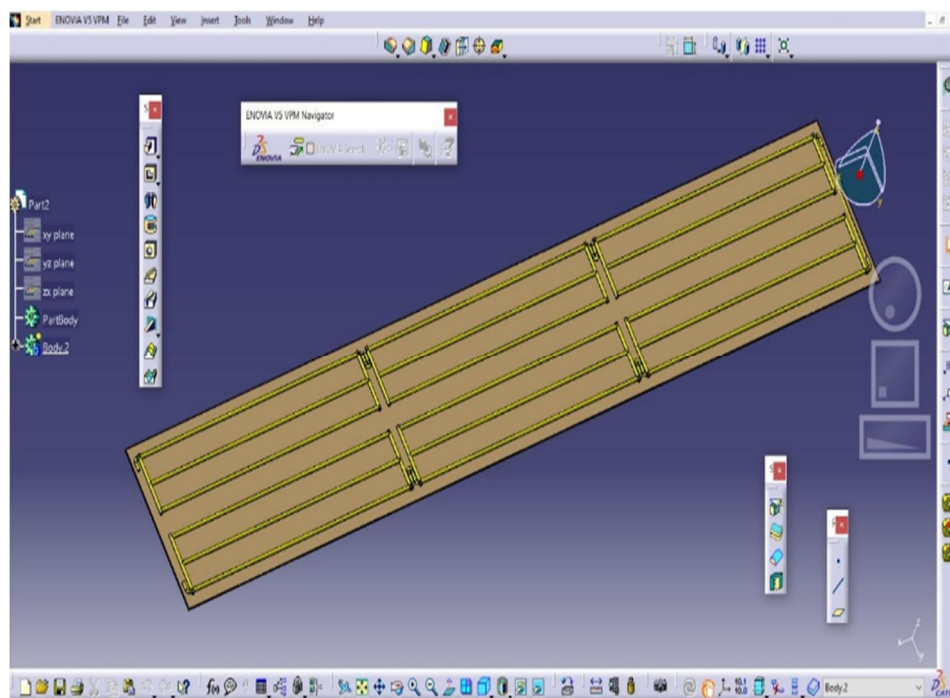 Start ENOVIA V5 VPM File Edit View Insert Tools Window Help
ENOVIA V5 VPM Navigator
ENOVIA
Part2
xy plane
yz plane
zx plane
PartBody
Body.2
f(x)
Body.2